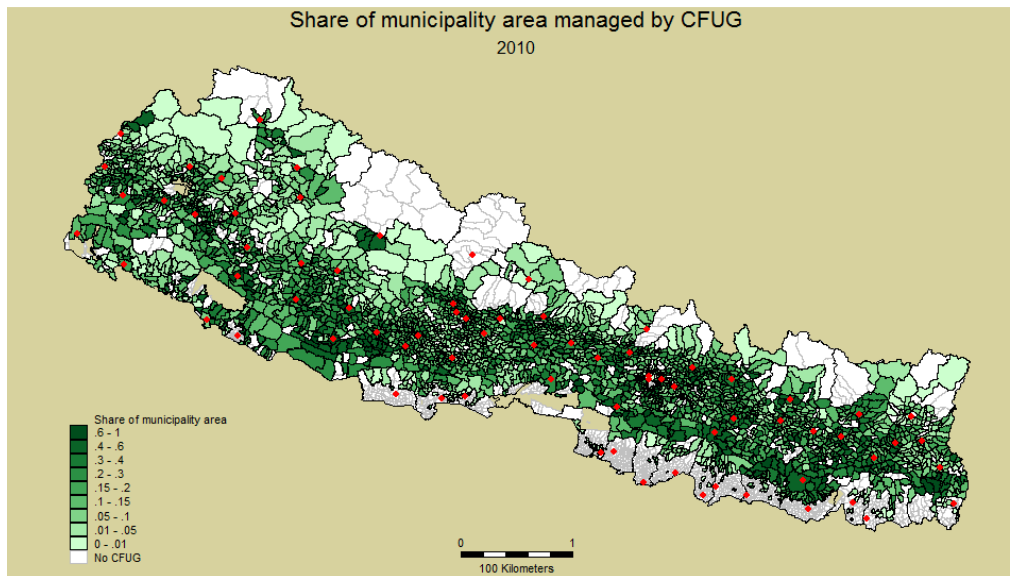 Share of municipality area managed by CFUG
2010
Share of municipality area
.6 - 1
.4 - .6
.3 - .4
.2 - .3
.15 - .2
.1 - .15
.05 - .1
.01 - .05
0 - .01
No CFUG
0 1
100 Kilometers